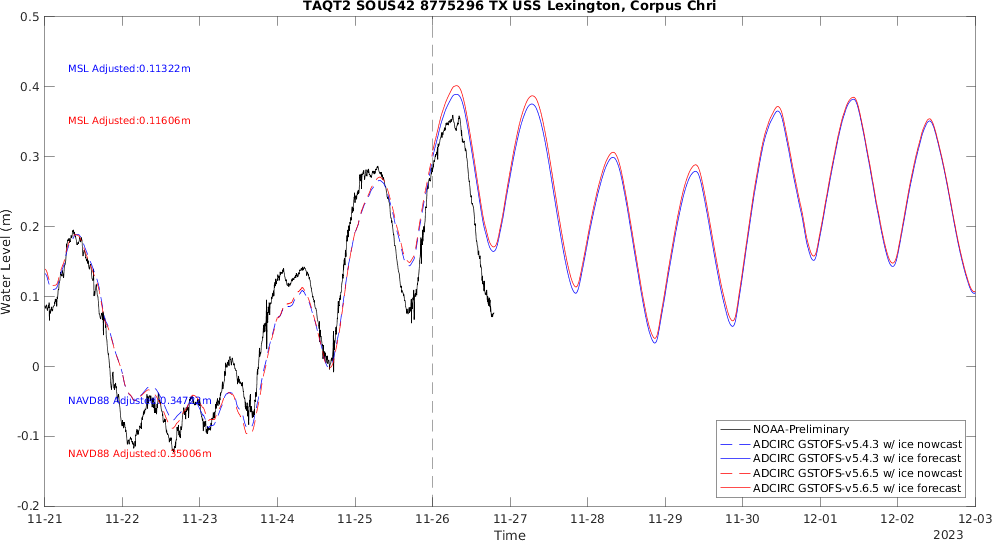 TAQT2 SOUS42 8775296 TX USS Lexington, Corpus Chri
0.5
0.4
0.3
0.2
0.1
0
-0.1
-0.2
Water Level (m)
MSL Adjusted:0.11322m
MSL Adjusted:0.11606m
NAVD88 Adjusted:
NAVD88 Adjusted:0.35006m
NOAA-Preliminary
ADCIRC GSTOFS-v5.4.3 w/ ice nowcast
ADCIRC GSTOFS-v5.4.3 w/ ice forecast
ADCIRC GSTOFS-v5.6.5 w/ ice nowcast
ADCIRC GSTOFS-v5.6.5 w/ ice forecast
11-21 11-22 11-23 11-24 11-25 11-26 11-27 11-28 11-29 11-30 12-01 12-02 12-03
Time
2023